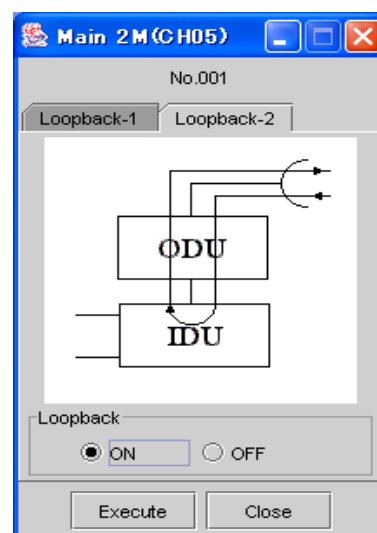 Main 2M(CH05)
No.001
Loopback-1 Loopback-2
ODU
IDU
Loopback
ON OFF
Execute Close